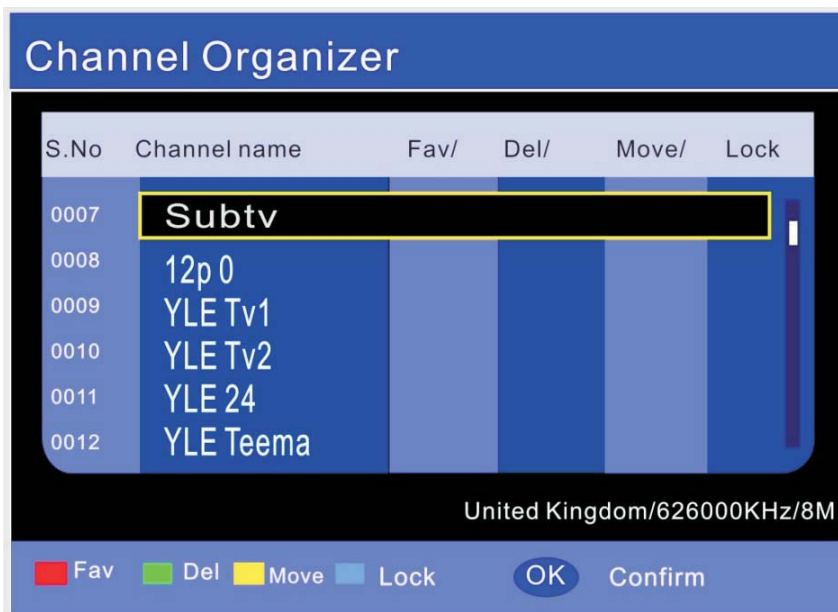 Channel Organizer
S.No Channel name Fav/ Del/ Move/ Lock
0007 Subtv
0008 12p 0
0009 YLE Tv1
0010 YLE Tv2
0011 YLE 24
0012 YLE Teema
United Kingdom/626000KHz/8M
Fav Del Move Lock OK Confirm